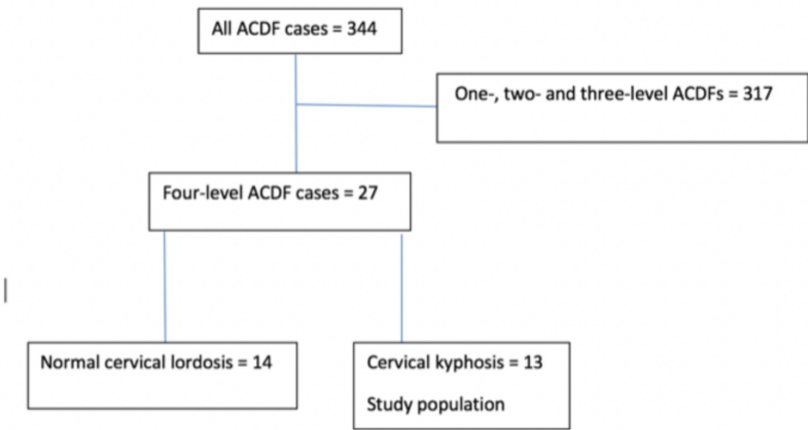 All ACDF cases = 344
One-, two- and three-level ACDFs = 317
Four-level ACDF cases = 27
Normal cervical lordosis = 14
Cervical kyphosis = 13
Study population